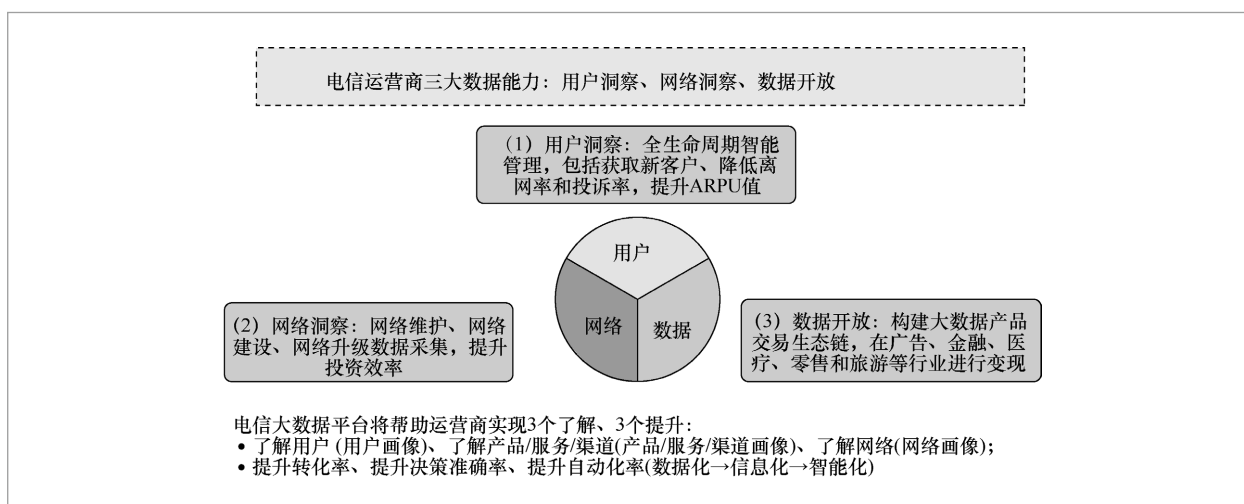 电信运营商三大数据能力：用户洞察、网络洞察、数据开放
（1）用户洞察：全生命周期智能
管理，包括获取新客户、降低离
网率和投诉率，提升ARPU值
用户
网络
数据
（2）网络洞察：网络维护、网络
建设、网络升级数据采集，提升
投资效率
（3）数据开放：构建大数据产品
交易生态链，在广告、金融、医
疗、零售和旅游等行业进行变现
电信大数据平台将帮助运营商实现3个了解、3个提升：
• 了解用户 (用户画像)、了解产品/服务/渠道(产品/服务/渠道画像)、了解网络(网络画像)；
• 提升转化率、提升决策准确率、提升自动化率(数据化→信息化→智能化)